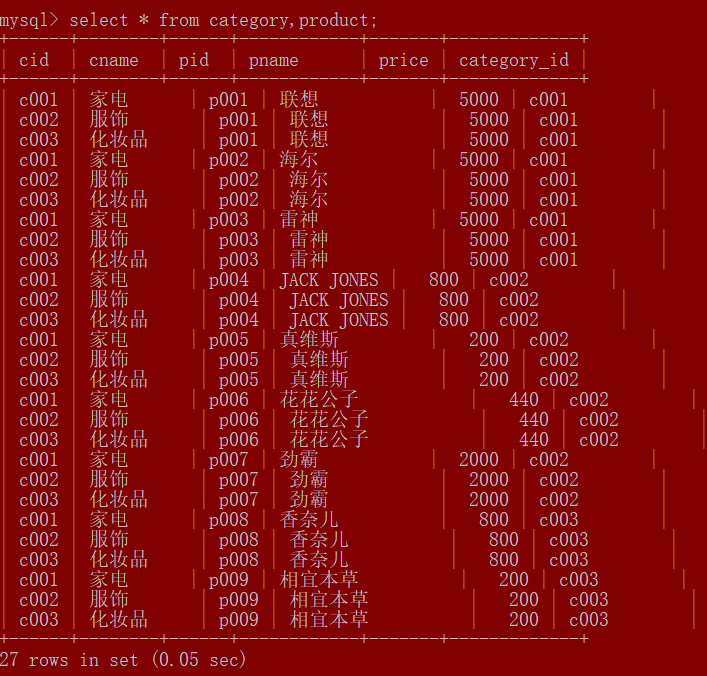 mysql> select * from category,product;
+------+-----------+------+------------+-------+-------------+
| cid | cname | pid | pname | price | category_id |
+------+-----------+------+------------+-------+-------------+
| c001 | 家电 | p001 | 联想 | 5000 | c001 |
| c002 | 服饰 | p001 | 联想 | 5000 | c001 |
| c003 | 化妆品 | p001 | 联想 | 5000 | c001 |
| c001 | 家电 | p002 | 海尔 | 5000 | c001 |
| c002 | 服饰 | p002 | 海尔 | 5000 | c001 |
| c003 | 化妆品 | p002 | 海尔 | 5000 | c001 |
| c001 | 家电 | p003 | 雷神 | 5000 | c001 |
| c002 | 服饰 | p003 | 雷神 | 5000 | c001 |
| c003 | 化妆品 | p003 | 雷神 | 5000 | c001 |
| c001 | 家电 | p004 | JACK JONES | 800 | c002 |
| c002 | 服饰 | p004 | JACK JONES | 800 | c002 |
| c003 | 化妆品 | p004 | JACK JONES | 800 | c002 |
| c001 | 家电 | p005 | 真维斯 | 200 | c002 |
| c002 | 服饰 | p005 | 真维斯 | 200 | c002 |
| c003 | 化妆品 | p005 | 真维斯 | 200 | c002 |
| c001 | 家电 | p006 | 花花公子 | 440 | c002 |
| c002 | 服饰 | p006 | 花花公子 | 440 | c002 |
| c003 | 化妆品 | p006 | 花花公子 | 440 | c002 |
| c001 | 家电 | p007 | 劲霸 | 2000 | c002 |
| c002 | 服饰 | p007 | 劲霸 | 2000 | c002 |
| c003 | 化妆品 | p007 | 劲霸 | 2000 | c002 |
| c001 | 家电 | p008 | 香奈儿 | 800 | c003 |
| c002 | 服饰 | p008 | 香奈儿 | 800 | c003 |
| c003 | 化妆品 | p008 | 香奈儿 | 800 | c003 |
| c001 | 家电 | p009 | 相宜本草 | 200 | c003 |
| c002 | 服饰 | p009 | 相宜本草 | 200 | c003 |
| c003 | 化妆品 | p009 | 相宜本草 | 200 | c003 |
+------+-----------+------+------------+-------+-------------+
27 rows in set (0.05 sec)